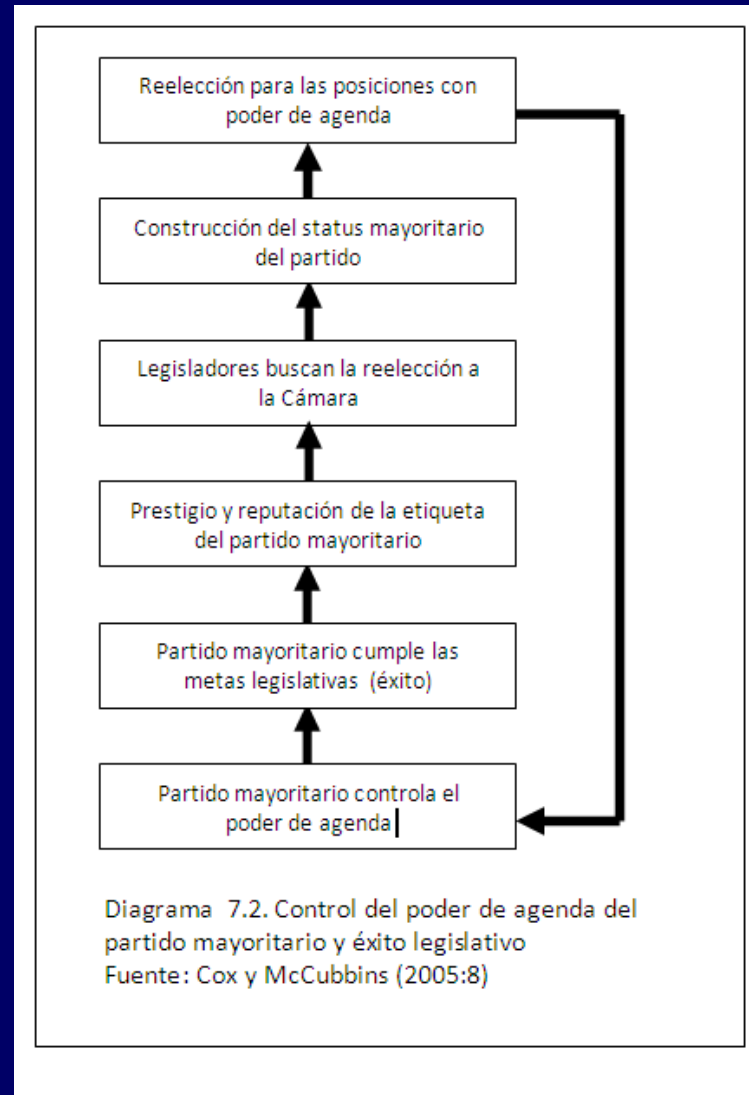 Reelección para las posiciones con
poder de agenda
Construcción del status mayoritario
del partido
Legisladores buscan la reelección a
la Cámara
Prestigio y reputación de la etiqueta
del partido mayoritario
Partido mayoritario cumple las
metas legislativas (éxito)
Partido mayoritario controla el
poder de agenda
Diagrama 7.2. Control del poder de agenda del
partido mayoritario y éxito legislativo
Fuente: Cox y McCubbins (2005:8)